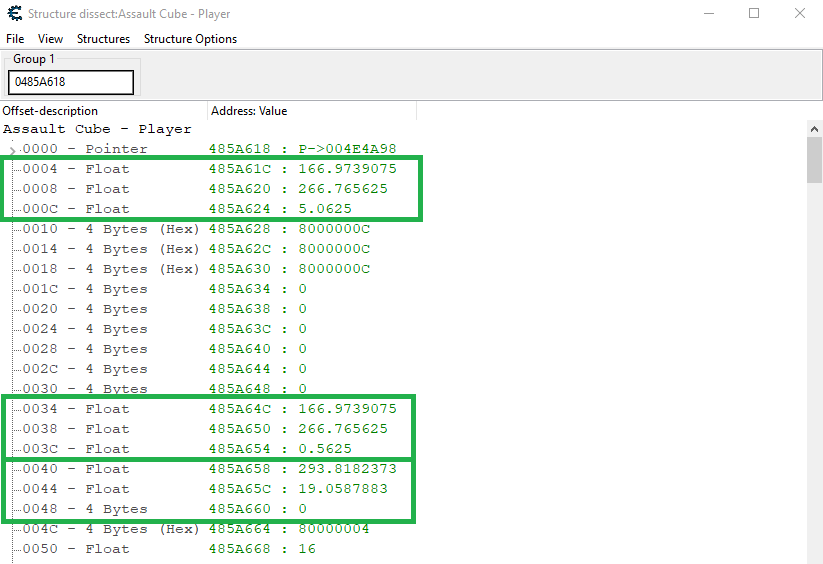 Structure dissect:Assault Cube - Player
File View Structures Structure Options
Group 1
0485A618
Offset-description Address: Value
Assault Cube - Player
0000 - Pointer 485A618 : P->004E4A98
0004 - Float 485A61C : 166.9739075
0008 - Float 485A620 : 266.765625
000C - Float 485A624 : 5.0625
0010 - 4 Bytes (Hex) 485A628 : 8000000C
0014 - 4 Bytes (Hex) 485A62C : 8000000C
0018 - 4 Bytes (Hex) 485A630 : 8000000C
001C - 4 Bytes 485A634 : 0
0020 - 4 Bytes 485A638 : 0
0024 - 4 Bytes 485A63C : 0
0028 - 4 Bytes 485A640 : 0
002C - 4 Bytes 485A644 : 0
0030 - 4 Bytes 485A648 : 0
0034 - Float 485A64C : 166.9739075
0038 - Float 485A650 : 266.765625
003C - Float 485A654 : 0.5625
0040 - Float 485A658 : 293.8182373
0044 - Float 485A65C : 19.0587883
0048 - 4 Bytes 485A660 : 0
004C - 4 Bytes (Hex) 485A664 : 80000004
0050 - Float 485A668 : 16